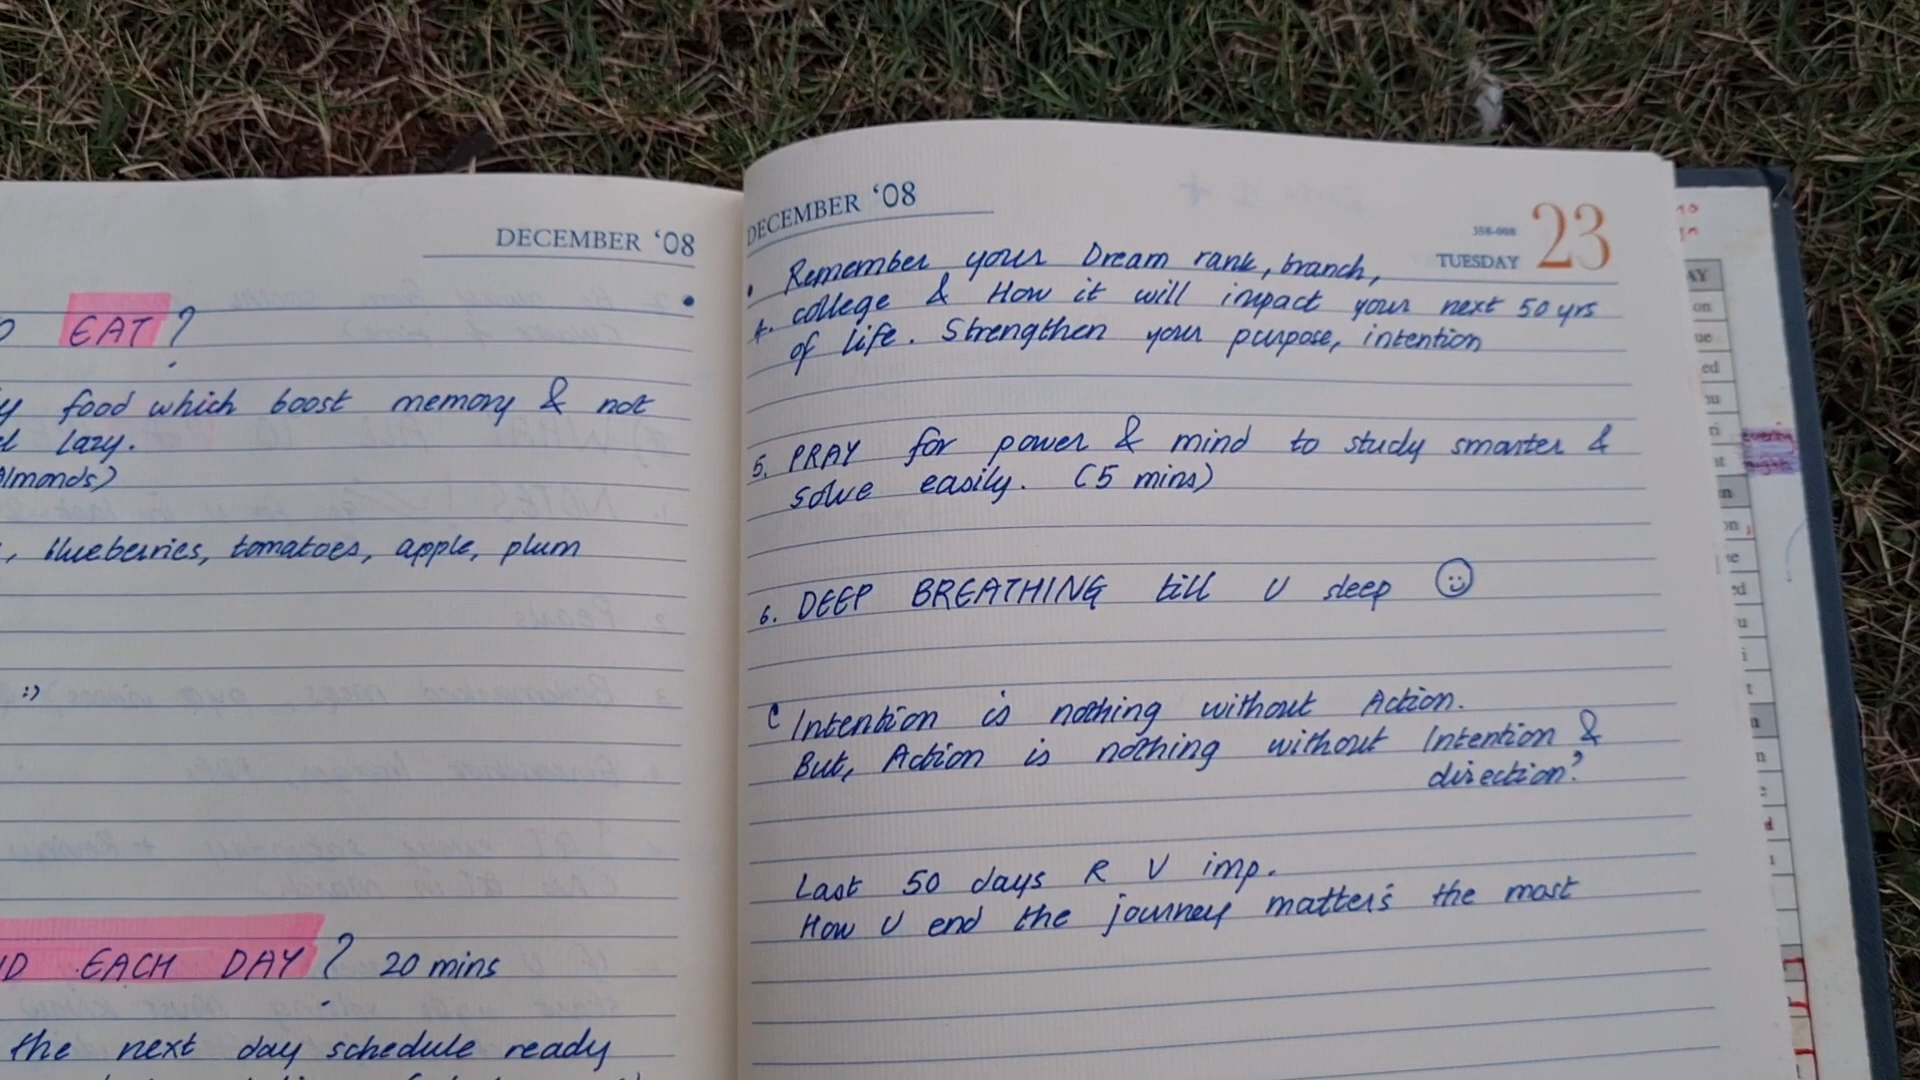 DECEMBER ‘08
EAT?
food which boost memory & not
lazy.
Almonds)
, blueberries, tomatoes, apple, plum
:)
EACH DAY? 20 mins
the next day schedule ready
DECEMBER ‘08
358-008
TUESDAY 23
• Remember your Dream rank, branch,
4. college & How it will impact your next 50 yrs
of life. Strengthen your purpose, intention
5. PRAY for power & mind to study smarter &
solve easily. (5 mins)
6. DEEP BREATHING till U sleep
Intention is nothing without Action.
But, Action is nothing without Intention &
direction?
Last 50 days R V imp.
How U end the journey matter's the most